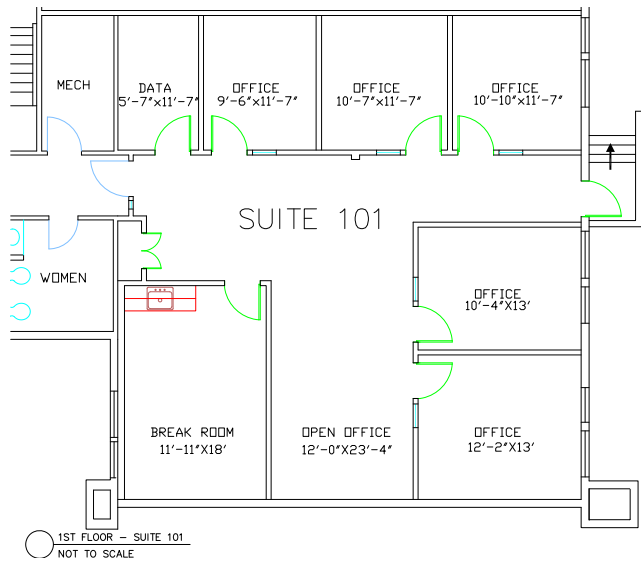 MECH
DATA
5'-7"x11'-7"
OFFICE
9'-6"x11'-7"
OFFICE
10'-7"x11'-7"
OFFICE
10'-10"x11'-7"
SUITE 101
WOMEN
OFFICE
10'-4"X13'
BREAK ROOM
11'-11"X18'
OPEN OFFICE
12'-0"X23'-4"
OFFICE
12'-2"X13'
1ST FLOOR – SUITE 101
NOT TO SCALE